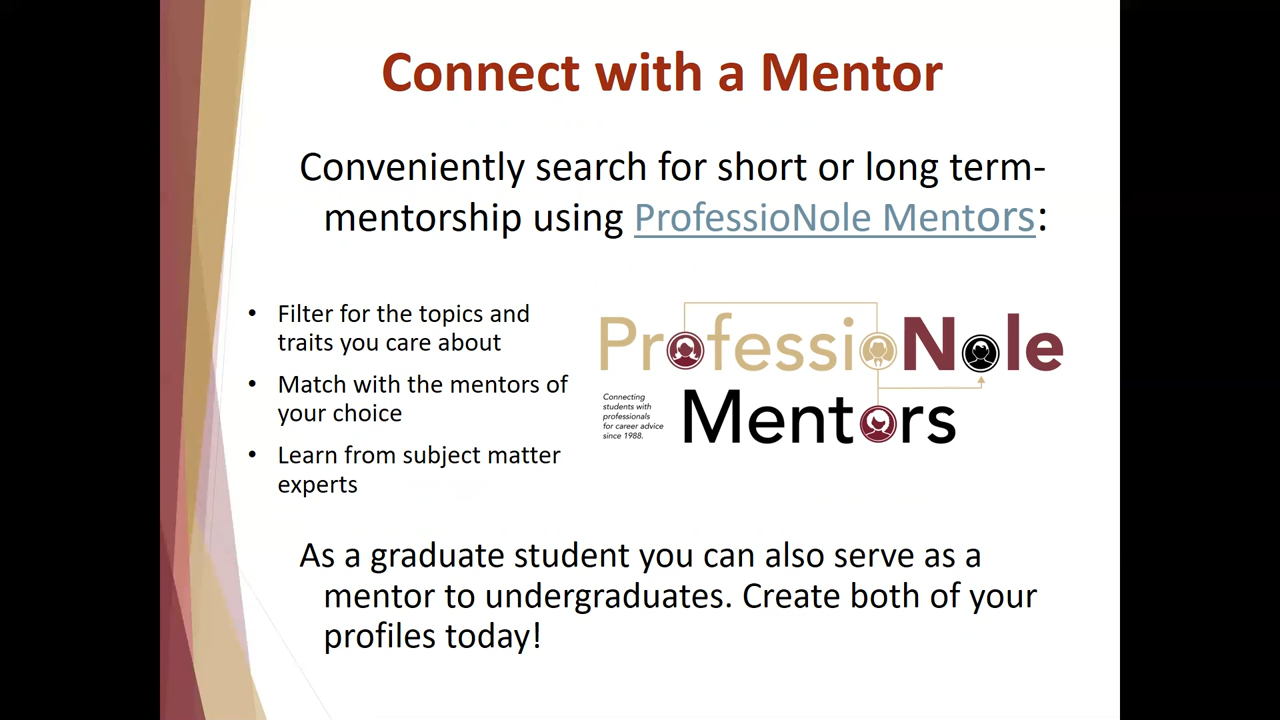 Connect with a Mentor
Conveniently search for short or long term-
mentorship using ProfessioNole Mentors:
• Filter for the topics and
traits you care about
• Match with the mentors of
your choice
• Learn from subject matter
experts
ProfessioNole
Mentors
Connecting
students with
professionals
for career advice
since 1988.
As a graduate student you can also serve as a
mentor to undergraduates. Create both of your
profiles today!